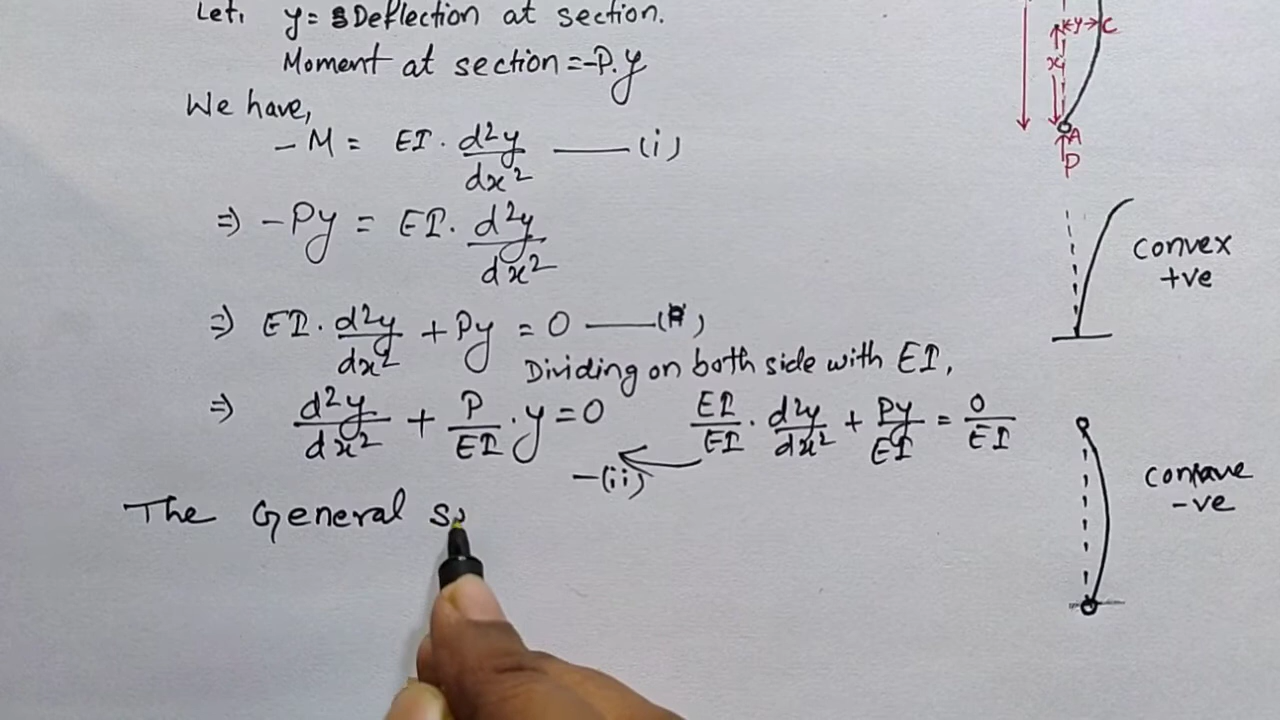 Let, y = Deflection at section.
Moment at section = -P.y
We have,
- M = EI . d²y/dx² —— (i)
⇒ - Py = EI . d²y/dx²
⇒ EI . d²y/dx² + Py = 0 ——
Dividing on both side with EI,
⇒ d²y/dx² + P/EI . y = 0
EI/EI . d²y/dx² + Py/EI = 0/EI
- (ii)
The General
y C
x
A
P
convex
+ve
concave
-ve